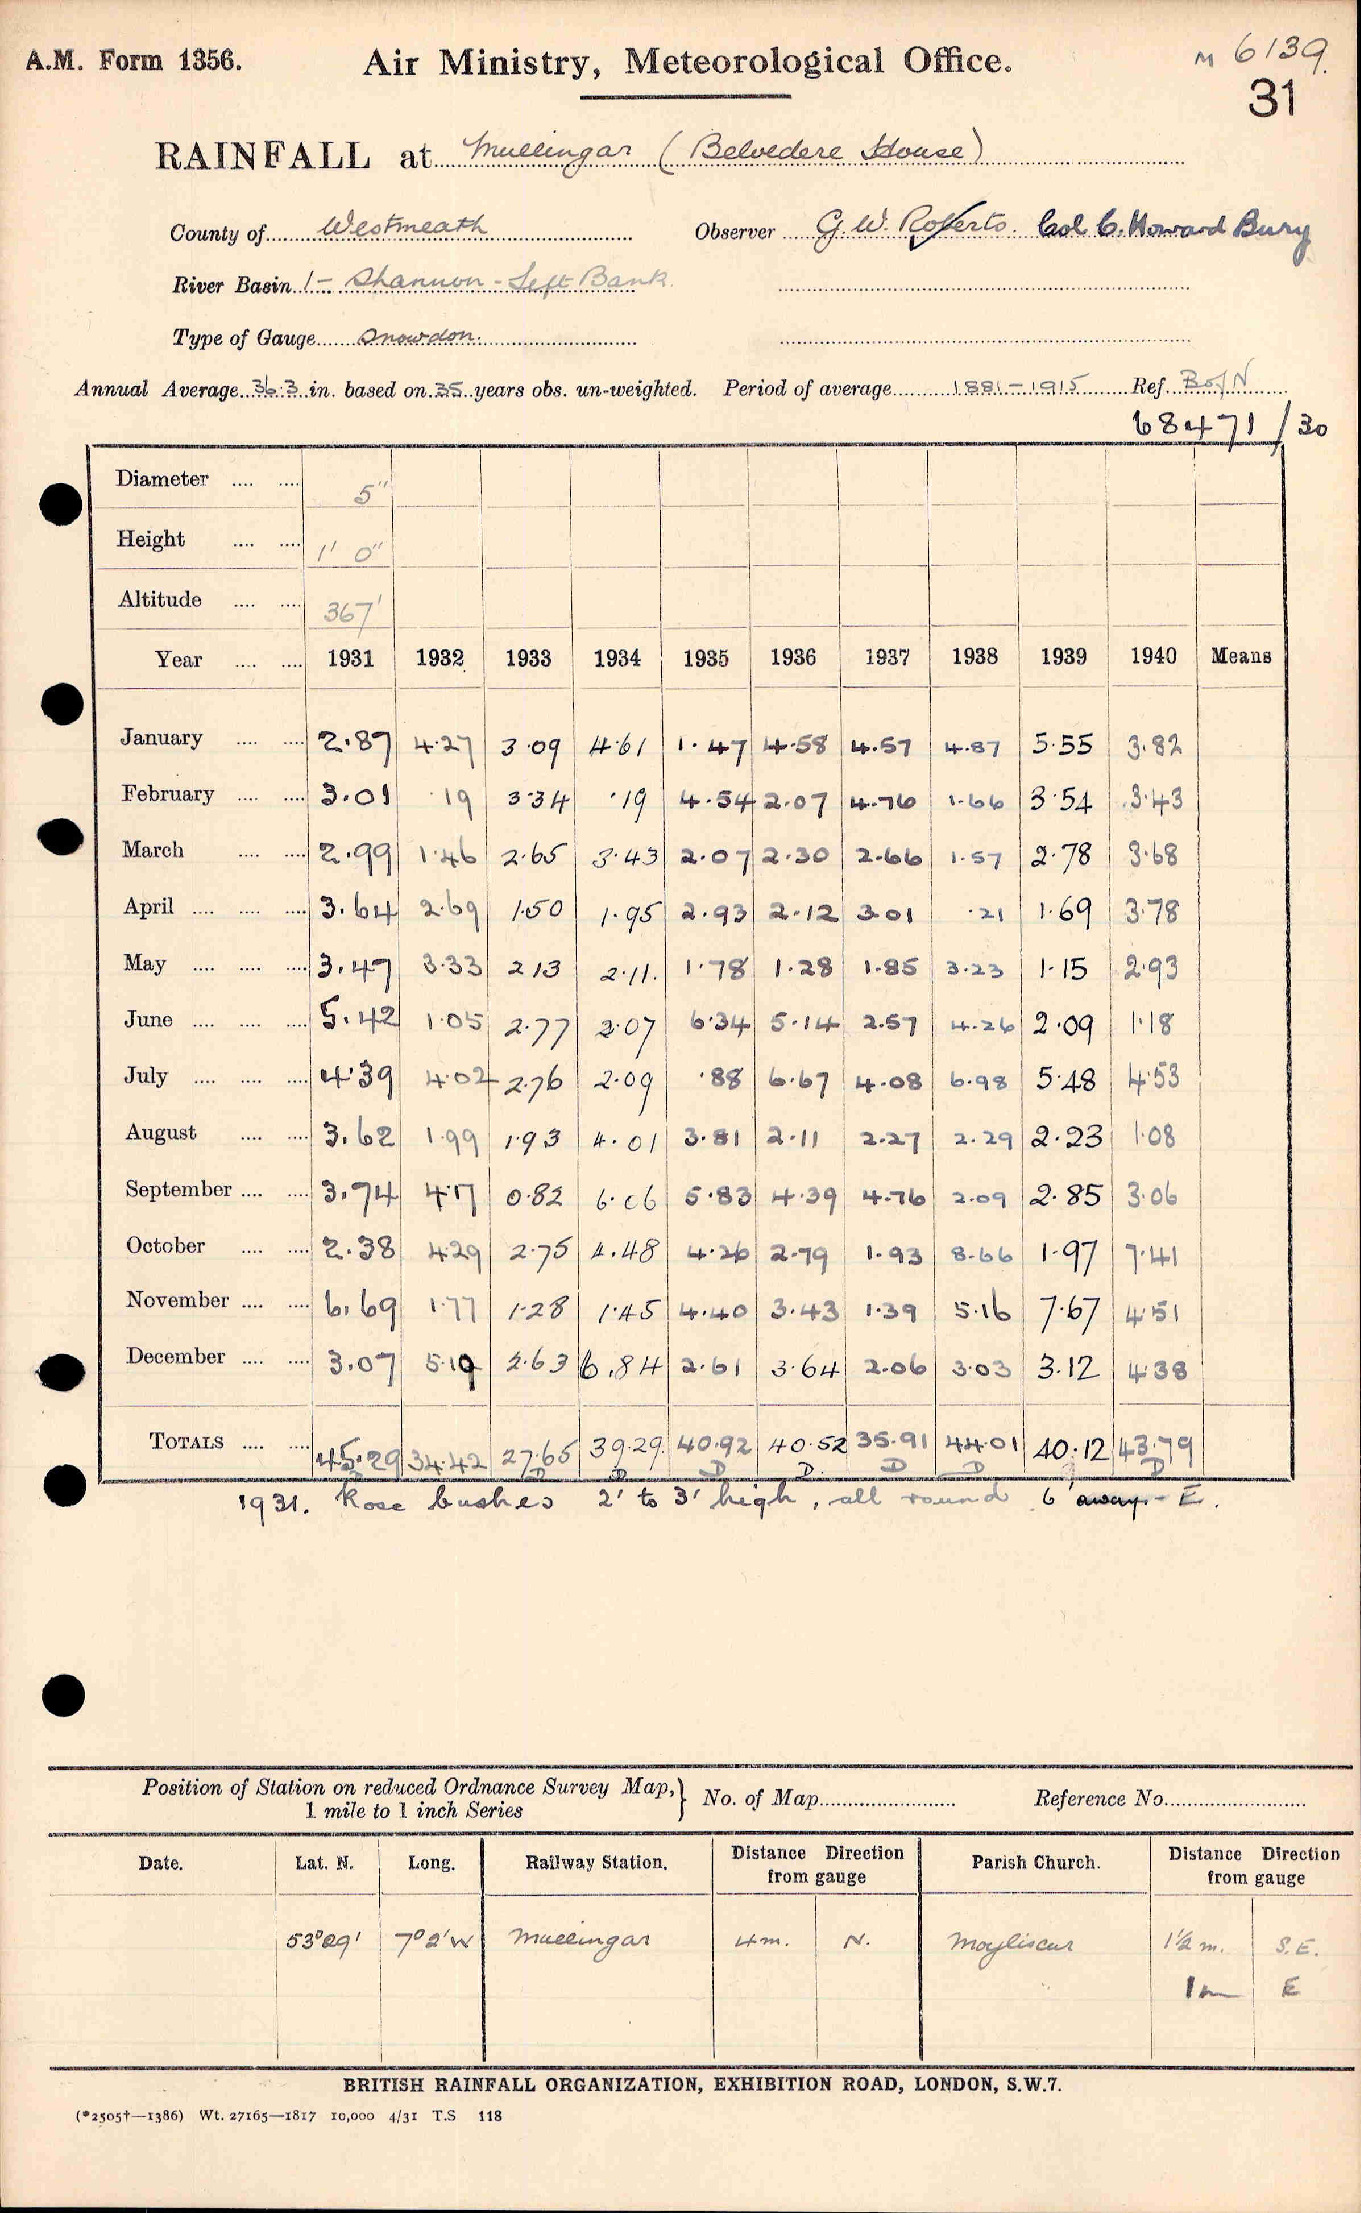 A.M. Form 1356.
Air Ministry, Meteorological Office.
M 6139.
31
RAINFALL at Mullingar (Belvedere House)
County of Westmeath Observer G. W. Roberts. Col C. Howard Bury
River Basin 1- Shannon - Left Bank.
Type of Gauge Snowdon.
Annual Average 36.3 in. based on 35 years obs. un-weighted. Period of average 1881-1915 Ref. B of N
68471/30
Diameter .... .... 5"
Height .... .... 1' 0"
Altitude .... .... 367'
Year .... .... 1931 1932 1933 1934 1935 1936 1937 1938 1939 1940 Means
January .... .... 2.87 4.27 3.09 4.61 1.47 4.58 4.57 4.87 5.55 3.82
February .... .... 3.01 .19 3.34 .19 4.54 2.07 4.76 1.66 3.54 3.43
March .... .... 2.99 1.46 2.65 3.43 2.07 2.30 2.66 1.57 2.78 3.68
April .... .... .... 3.64 2.69 1.50 1.95 2.93 2.12 3.01 .21 1.69 3.78
May .... .... .... 3.47 3.33 2.13 2.11. 1.78 1.28 1.85 3.23 1.15 2.93
June .... .... .... 5.42 1.05 2.77 2.07 6.34 5.14 2.57 4.26 2.09 1.18
July .... .... .... 4.39 4.02 2.76 2.09 .88 6.67 4.08 6.98 5.48 4.53
August .... .... 3.62 1.99 1.93 4.01 3.81 2.11 2.27 2.29 2.23 1.08
September .... .... 3.74 4.17 0.82 6.06 5.83 4.39 4.76 2.09 2.85 3.06
October .... .... 2.38 4.29 2.75 4.48 4.26 2.79 1.93 8.66 1.97 7.41
November .... .... 6.69 1.77 1.28 1.45 4.40 3.43 1.39 5.16 7.67 4.51
December .... .... 3.07 5.19 2.63 6.84 2.61 3.64 2.06 3.03 3.12 4.38
TOTALS .... .... 45.29 34.42 27.65 39.29. 40.92 40.52 35.91 44.01 40.12 43.79
D D D D D D D D
1931. Rose bushes 2' to 3' high, all round 6' away - E.
Position of Station on reduced Ordnance Survey Map,} No. of Map Reference No.
1 mile to 1 inch Series
Date. Lat. N. Long. Railway Station. Distance Direction from gauge Parish Church. Distance Direction from gauge
53°29' 7°2'W Mullingar 4m. N. Moyliscar 1½ m. S.E.
1m E
BRITISH RAINFALL ORGANIZATION, EXHIBITION ROAD, LONDON, S.W.7.
(*2505†—1386) Wt. 27165—1817 10,000 4/31 T.S 118